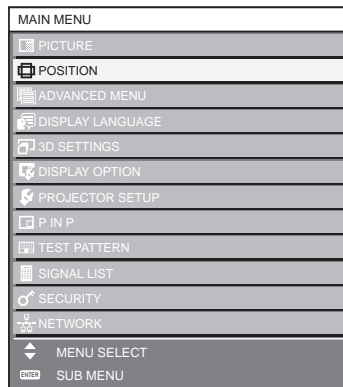 MAIN MENU
PICTURE
POSITION
ADVANCED MENU
DISPLAY LANGUAGE
3D SETTINGS
DISPLAY OPTION
PROJECTOR SETUP
P IN P
TEST PATTERN
SIGNAL LIST
SECURITY
NETWORK
MENU SELECT
ENTER SUB MENU